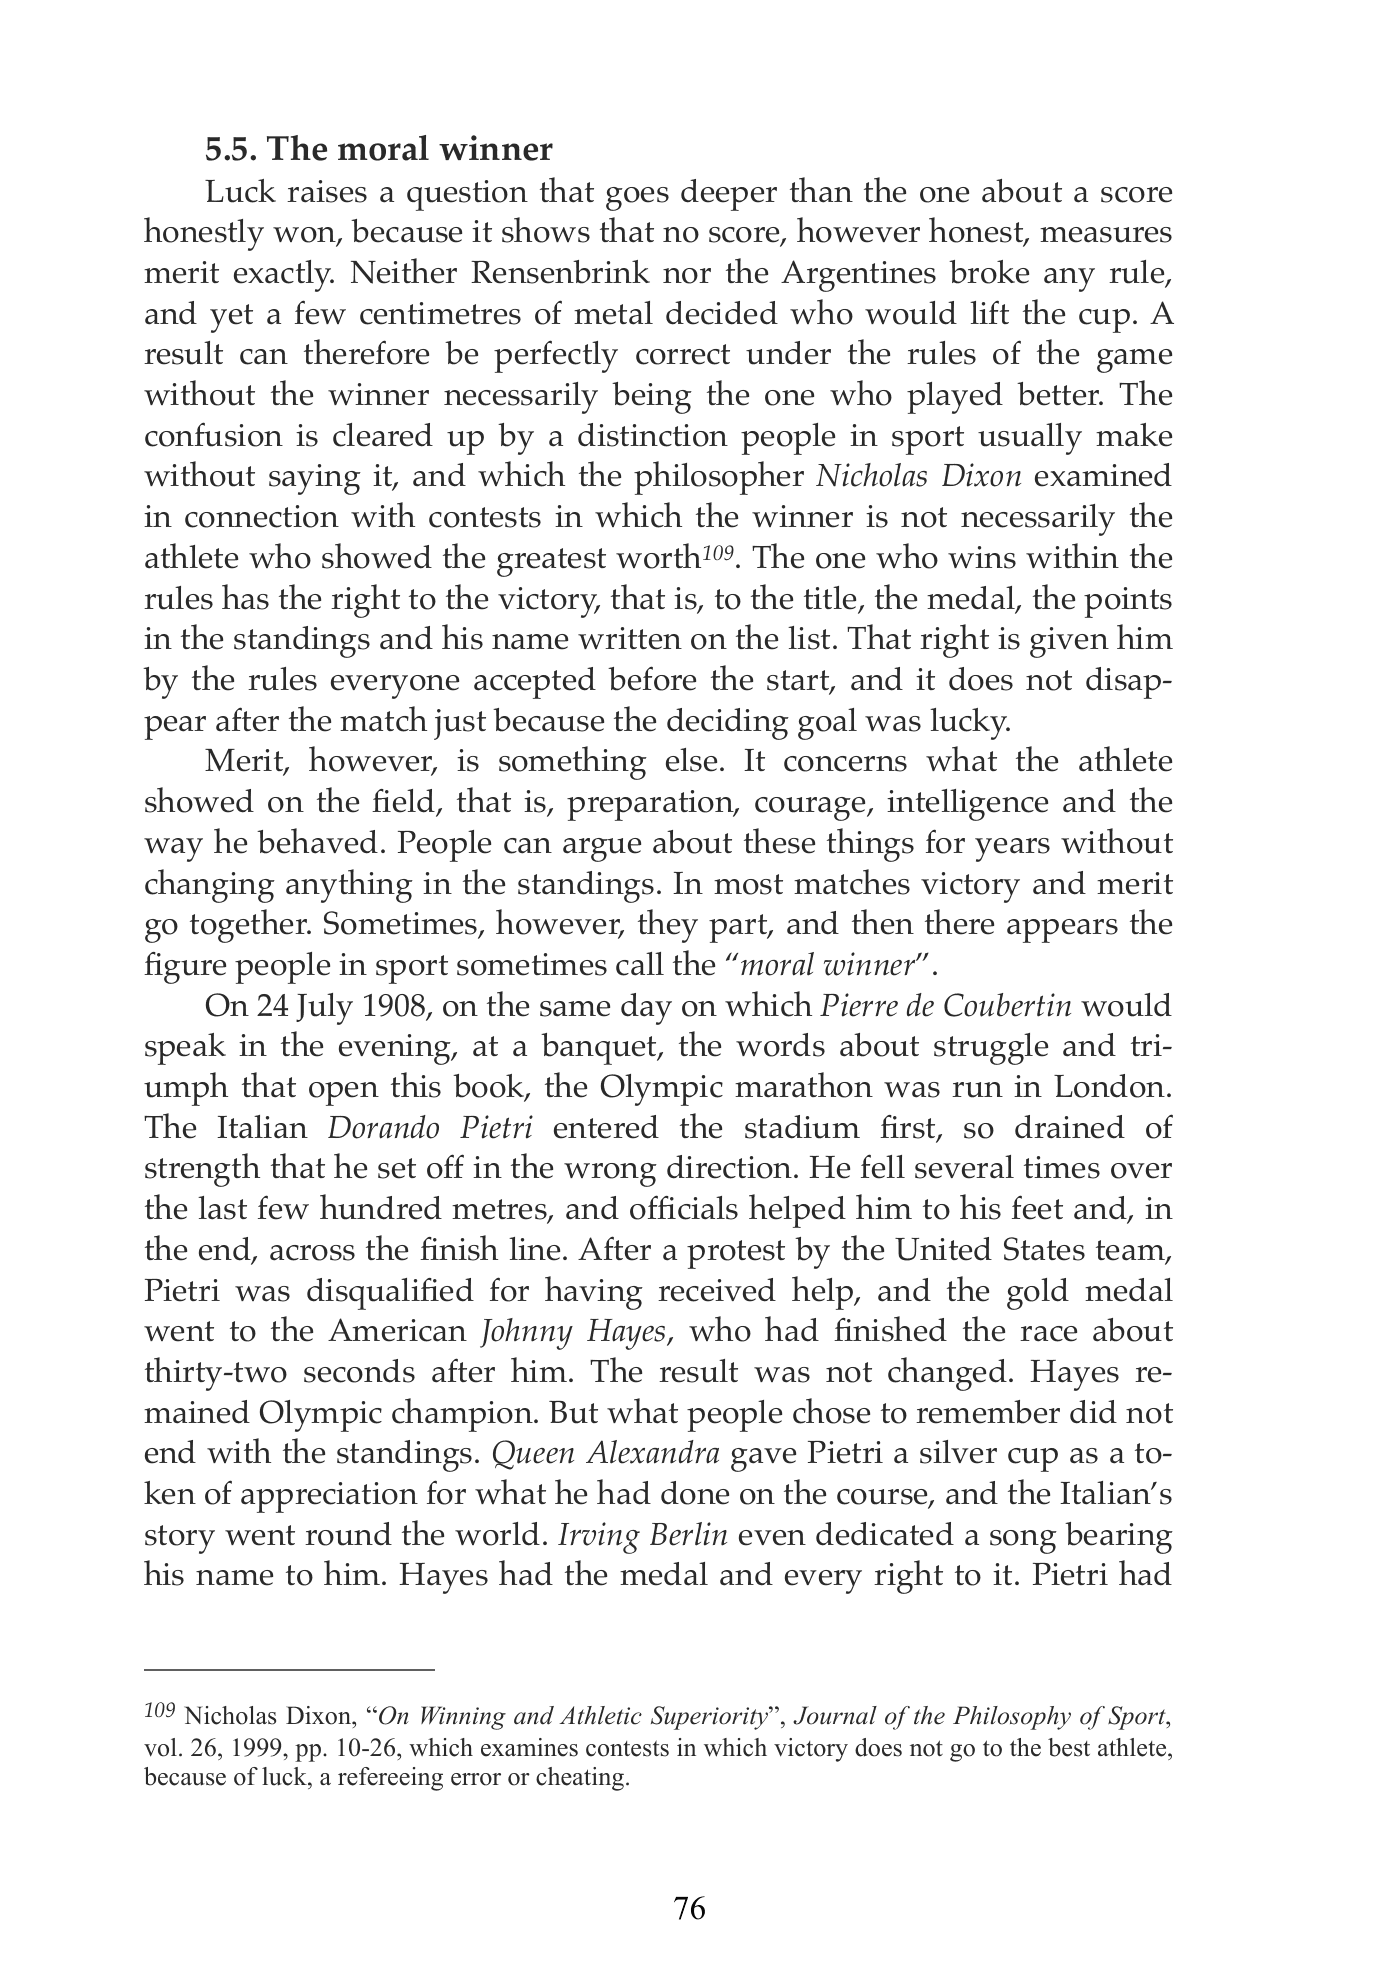 5.5. The moral winner
Luck raises a question that goes deeper than the one about a score
honestly won, because it shows that no score, however honest, measures
merit exactly. Neither Rensenbrink nor the Argentines broke any rule,
and yet a few centimetres of metal decided who would lift the cup. A
result can therefore be perfectly correct under the rules of the game
without the winner necessarily being the one who played better. The
confusion is cleared up by a distinction people in sport usually make
without saying it, and which the philosopher Nicholas Dixon examined
in connection with contests in which the winner is not necessarily the
athlete who showed the greatest worth109. The one who wins within the
rules has the right to the victory, that is, to the title, the medal, the points
in the standings and his name written on the list. That right is given him
by the rules everyone accepted before the start, and it does not disap-
pear after the match just because the deciding goal was lucky.
Merit, however, is something else. It concerns what the athlete
showed on the field, that is, preparation, courage, intelligence and the
way he behaved. People can argue about these things for years without
changing anything in the standings. In most matches victory and merit
go together. Sometimes, however, they part, and then there appears the
figure people in sport sometimes call the “moral winner”.
On 24 July 1908, on the same day on which Pierre de Coubertin would
speak in the evening, at a banquet, the words about struggle and tri-
umph that open this book, the Olympic marathon was run in London.
The Italian Dorando Pietri entered the stadium first, so drained of
strength that he set off in the wrong direction. He fell several times over
the last few hundred metres, and officials helped him to his feet and, in
the end, across the finish line. After a protest by the United States team,
Pietri was disqualified for having received help, and the gold medal
went to the American Johnny Hayes, who had finished the race about
thirty-two seconds after him. The result was not changed. Hayes re-
mained Olympic champion. But what people chose to remember did not
end with the standings. Queen Alexandra gave Pietri a silver cup as a to-
ken of appreciation for what he had done on the course, and the Italian’s
story went round the world. Irving Berlin even dedicated a song bearing
his name to him. Hayes had the medal and every right to it. Pietri had
109 Nicholas Dixon, “On Winning and Athletic Superiority”, Journal of the Philosophy of Sport,
vol. 26, 1999, pp. 10-26, which examines contests in which victory does not go to the best athlete,
because of luck, a refereeing error or cheating.
76